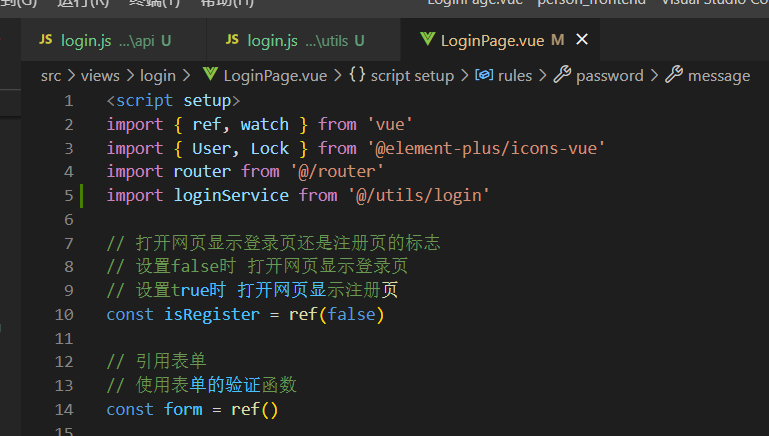 到(G) 运行(R) 终端(T) 帮助(H) LoginPage.vue - person_frontend - Visual Studio Co
JS login.js ...\api U JS login.js ...\utils U LoginPage.vue M ×
src > views > login > LoginPage.vue > {} script setup > rules > password > message
1 <script setup>
2 import { ref, watch } from 'vue'
3 import { User, Lock } from '@element-plus/icons-vue'
4 import router from '@/router'
5 import loginService from '@/utils/login'
6
7 // 打开网页显示登录页还是注册页的标志
8 // 设置false时 打开网页显示登录页
9 // 设置true时 打开网页显示注册页
10 const isRegister = ref(false)
11
12 // 引用表单
13 // 使用表单的验证函数
14 const form = ref()
15